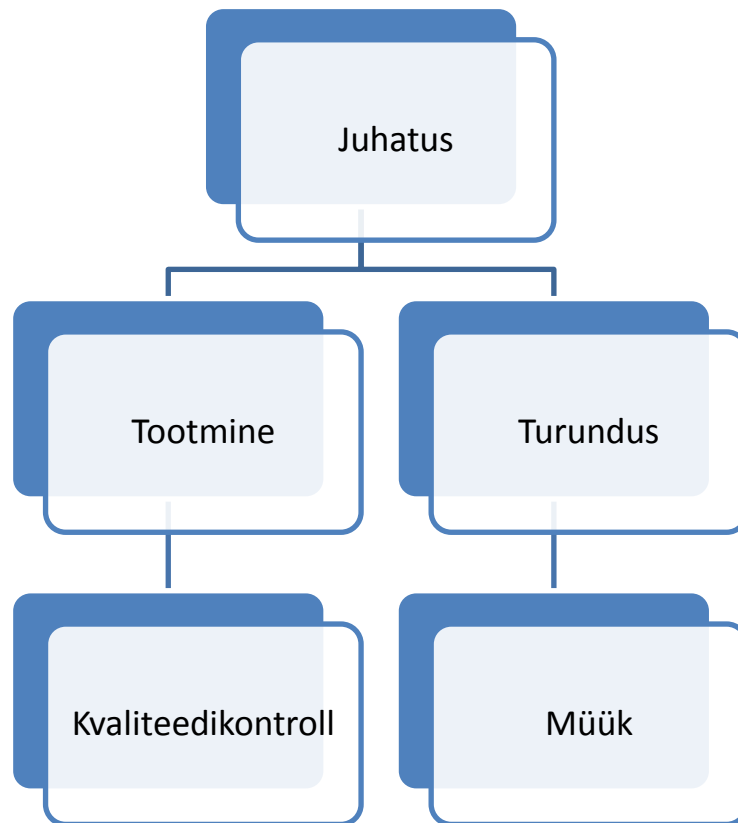 Juhatus
Tootmine
Turundus
Kvaliteedikontroll
Müük